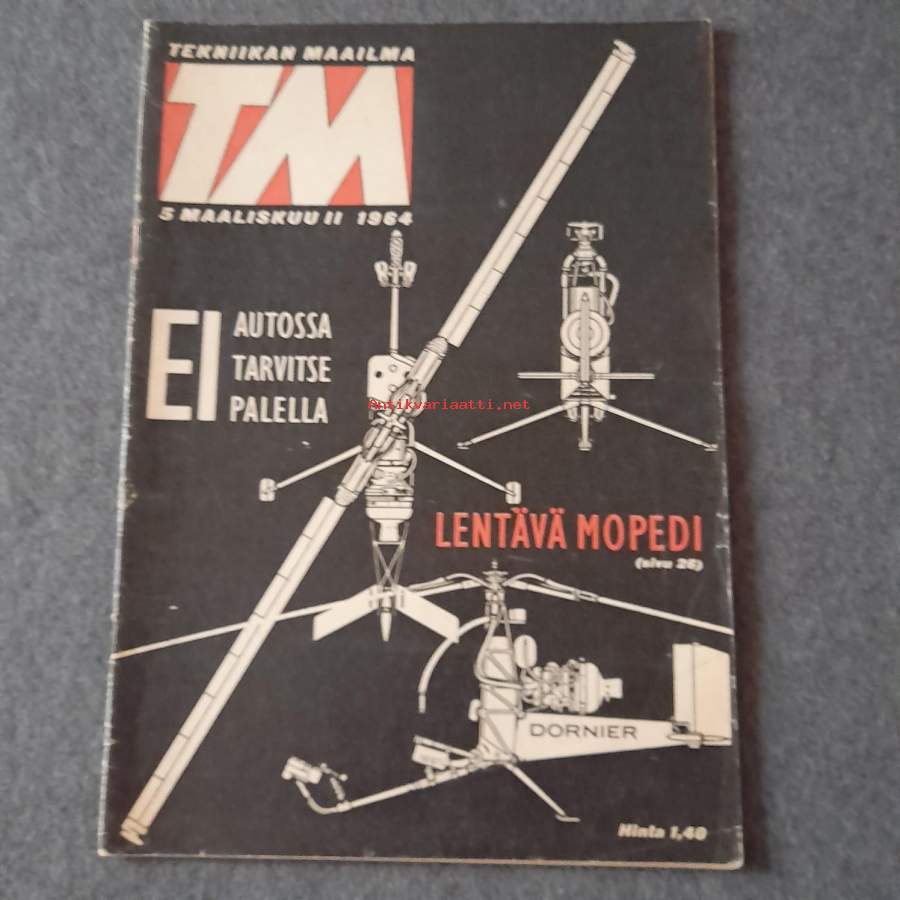 TEKNIIKAN MAAILMA
TM
5 MAALISKUU II 1964
EI AUTOSSA
TARVITSE
PALELLA
Antikvariaatti.net
LENTÄVÄ MOPEDI
(sivu 26)
DORNIER
Hinta 1,40